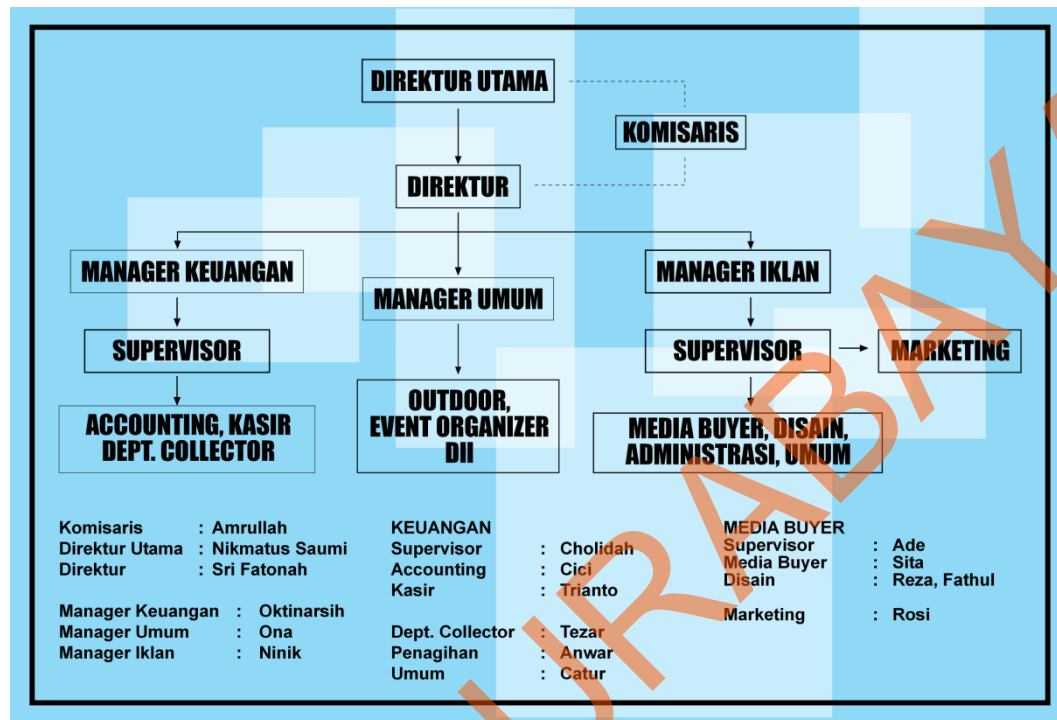 DIREKTUR UTAMA
KOMISARIS
DIREKTUR
MANAGER KEUANGAN
MANAGER UMUM
MANAGER IKLAN
SUPERVISOR
SUPERVISOR
MARKETING
ACCOUNTING, KASIR
DEPT. COLLECTOR
OUTDOOR,
EVENT ORGANIZER
DII
MEDIA BUYER, DISAIN,
ADMINISTRASI, UMUM
Komisaris : Amrullah
Direktur Utama : Nikmatus Saumi
Direktur : Sri Fatonah
Manager Keuangan : Oktinarsih
Manager Umum : Ona
Manager Iklan : Ninik
KEUANGAN
Supervisor : Cholidah
Accounting : Cici
Kasir : Trianto
Dept. Collector : Tezar
Penagihan : Anwar
Umum : Catur
MEDIA BUYER
Supervisor : Ade
Media Buyer : Sita
Disain : Reza, Fathul
Marketing : Rosi
URABAY